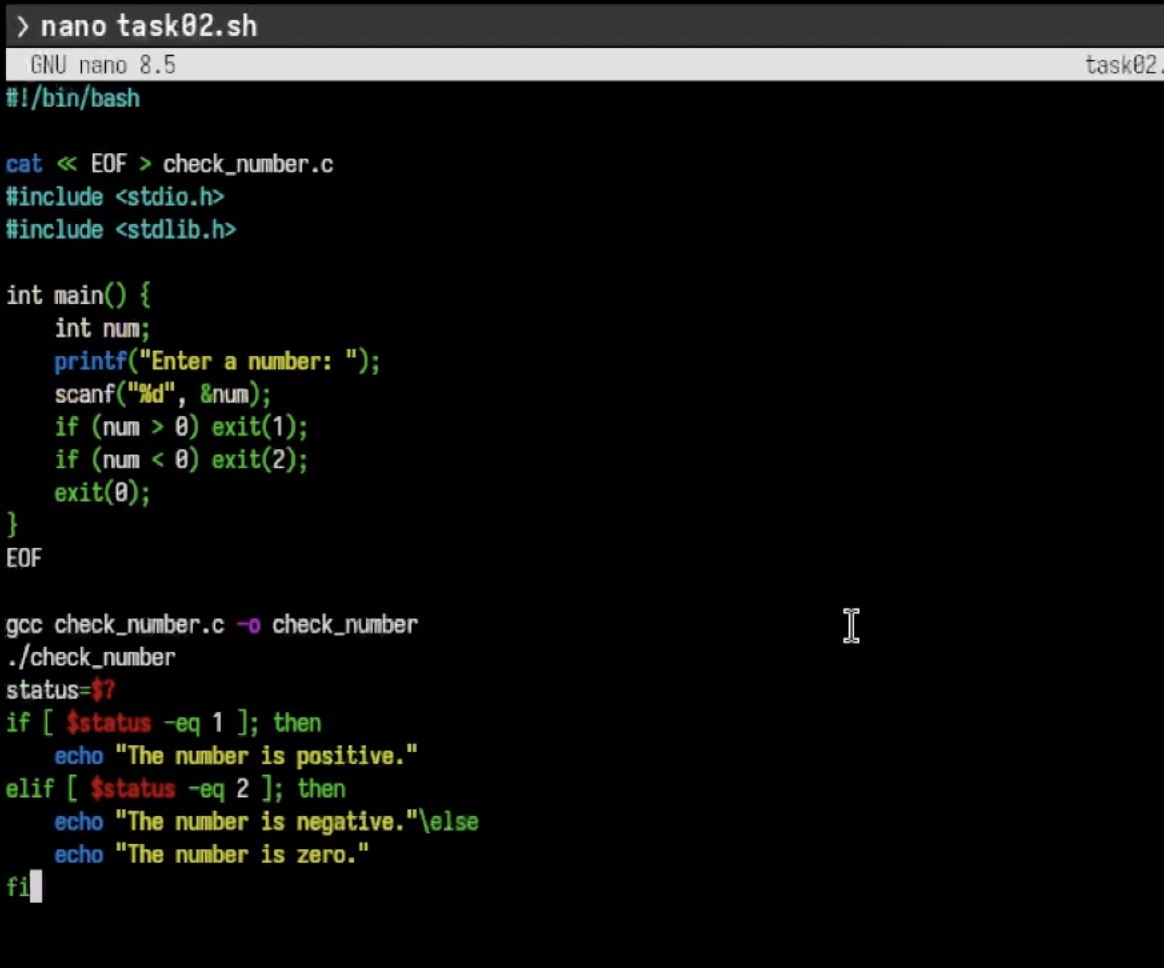 ❯ nano task02.sh
GNU nano 8.5 task02.
#!/bin/bash
cat << EOF > check_number.c
#include <stdio.h>
#include <stdlib.h>
int main() {
    int num;
    printf("Enter a number: ");
    scanf("%d", &num);
    if (num > 0) exit(1);
    if (num < 0) exit(2);
    exit(0);
}
EOF
gcc check_number.c -o check_number
./check_number
status=$?
if [ $status -eq 1 ]; then
    echo "The number is positive."
elif [ $status -eq 2 ]; then
    echo "The number is negative."\else
    echo "The number is zero."
fi